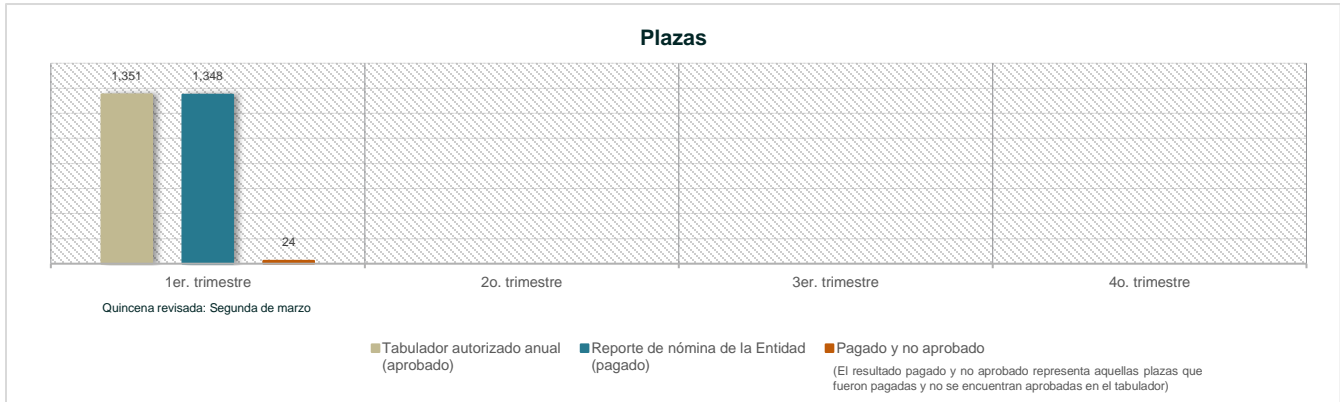 Plazas
1,351
1,348
24
1er. trimestre
2o. trimestre
3er. trimestre
4o. trimestre
Quincena revisada: Segunda de marzo
Tabulador autorizado anual
(aprobado)
Reporte de nómina de la Entidad
(pagado)
Pagado y no aprobado
(El resultado pagado y no aprobado representa aquellas plazas que
fueron pagadas y no se encuentran aprobadas en el tabulador)